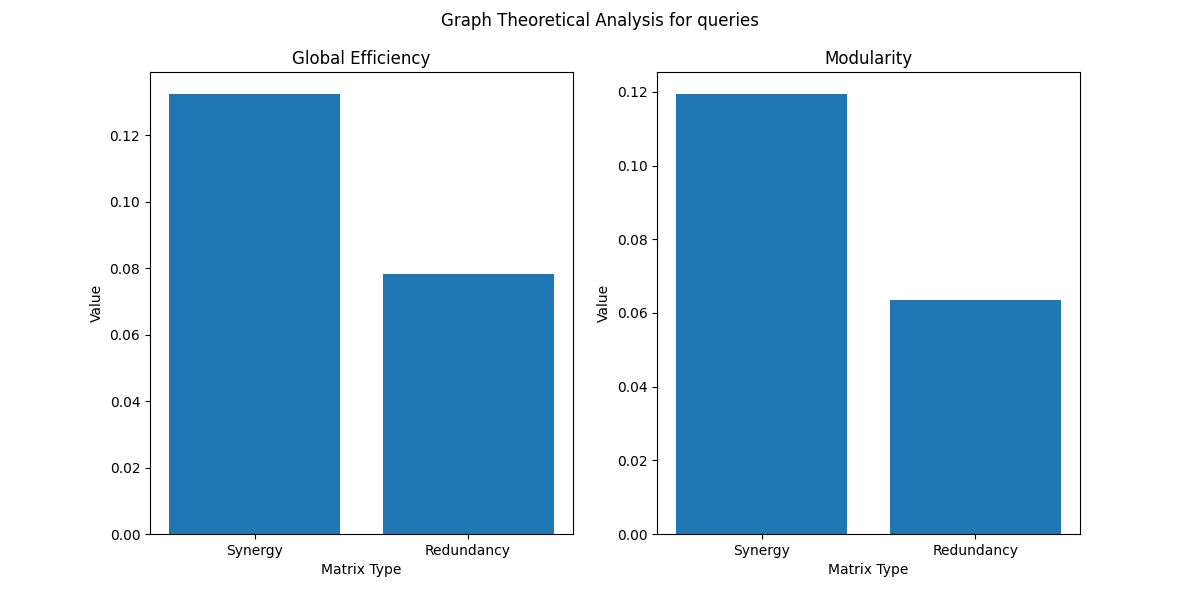 Graph Theoretical Analysis for queries
Global Efficiency
Value
0.12
0.10
0.08
0.06
0.04
0.02
0.00
Synergy Redundancy
Matrix Type
Modularity
Value
0.12
0.10
0.08
0.06
0.04
0.02
0.00
Synergy Redundancy
Matrix Type